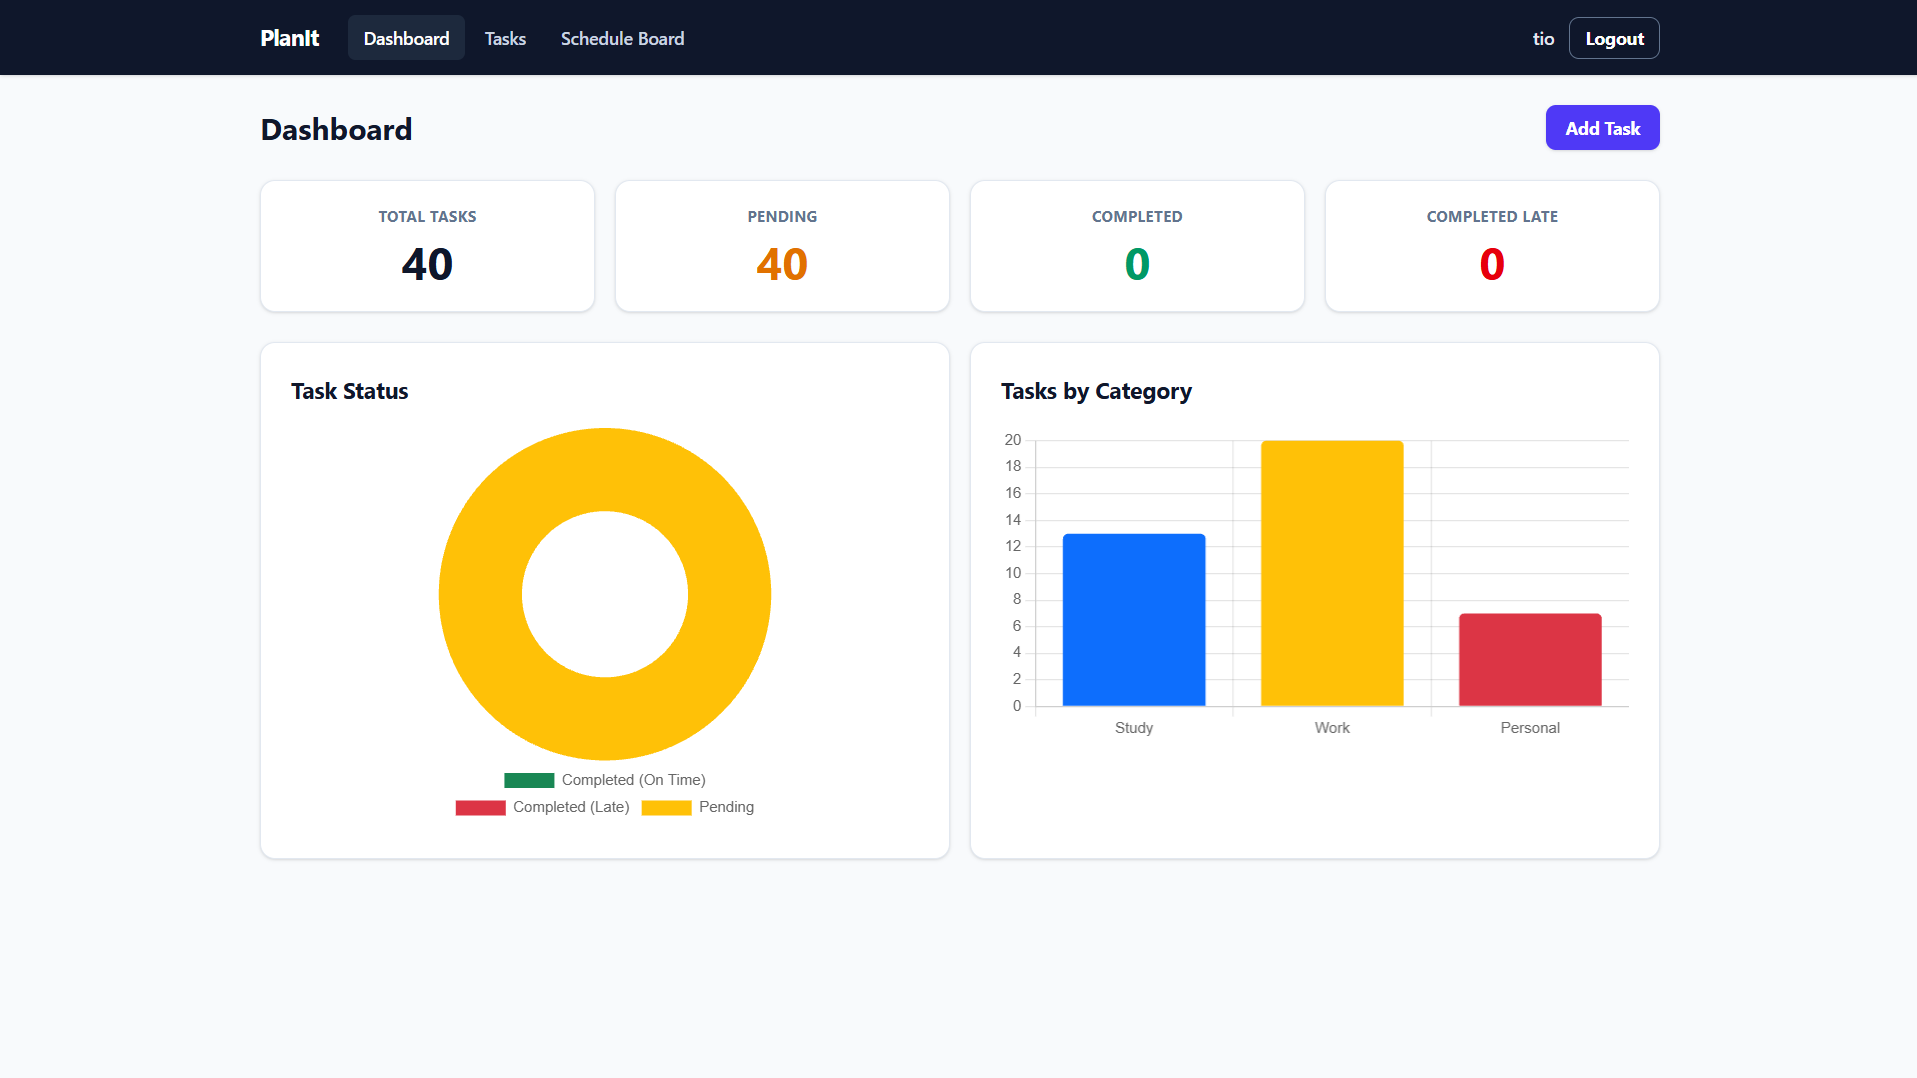 PlanIt Dashboard Tasks Schedule Board tio Logout
Dashboard Add Task
TOTAL TASKS PENDING COMPLETED COMPLETED LATE
40 40 0 0
Task Status
Completed (On Time)
Completed (Late) Pending
Tasks by Category
20
18
16
14
12
10
8
6
4
2
0
Study Work Personal